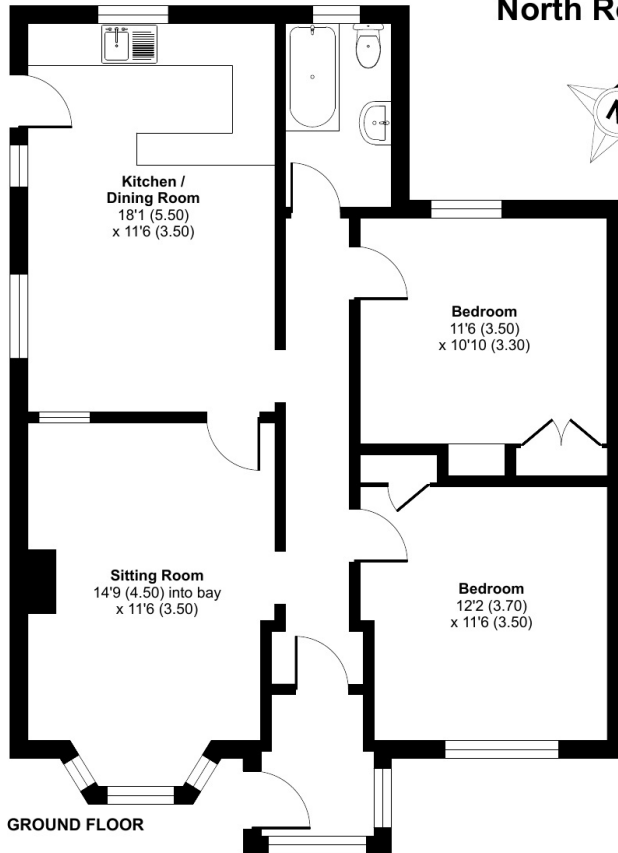 North
Kitchen /
Dining Room
18'1 (5.50)
x 11'6 (3.50)
Bedroom
11'6 (3.50)
x 10'10 (3.30)
Sitting Room
14'9 (4.50) into bay
x 11'6 (3.50)
Bedroom
12'2 (3.70)
x 11'6 (3.50)
GROUND FLOOR